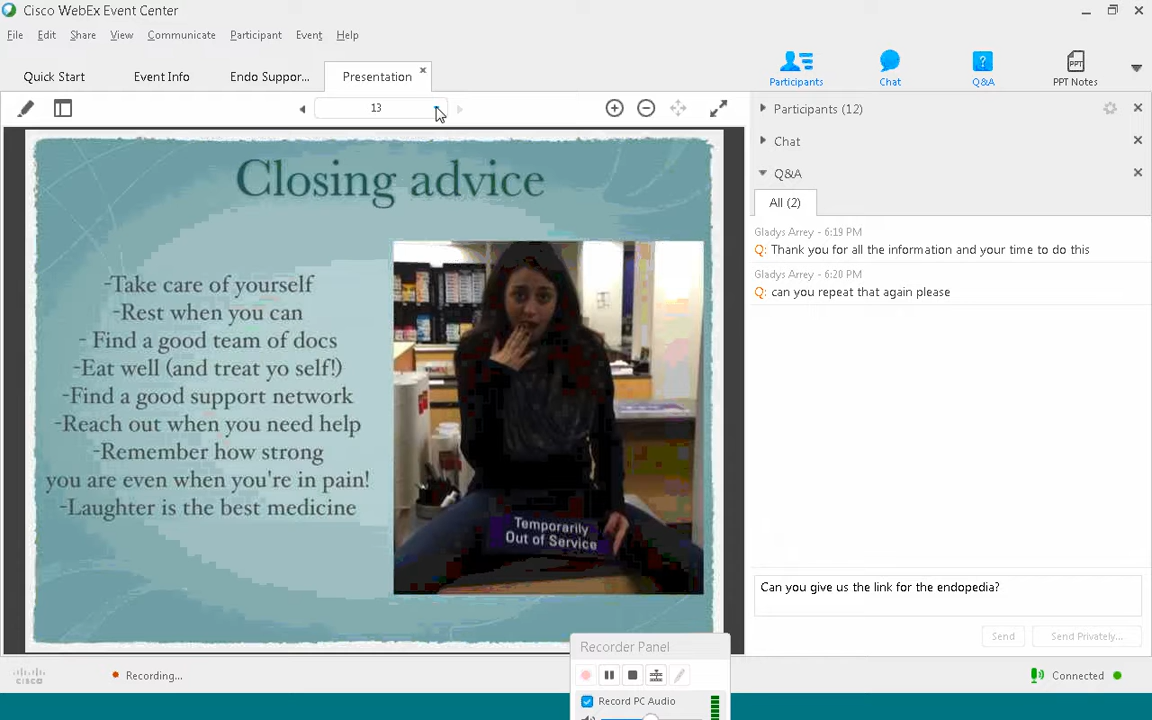 Cisco WebEx Event Center
File Edit Share View Communicate Participant Event Help
Quick Start Event Info Endo Suppor... Presentation
Participants Chat Q&A PPT Notes
13
Closing advice
-Take care of yourself
-Rest when you can
- Find a good team of docs
-Eat well (and treat yo self!)
-Find a good support network
-Reach out when you need help
-Remember how strong
you are even when you're in pain!
-Laughter is the best medicine
Temporarily
Out of Service
Participants (12)
Chat
Q&A
All (2)
Gladys Arrey - 6:19 PM
Q: Thank you for all the information and your time to do this
Gladys Arrey - 6:20 PM
Q: can you repeat that again please
Can you give us the link for the endopedia?
Send Send Privately...
Recorder Panel
Record PC Audio
cisco
Recording...
Connected